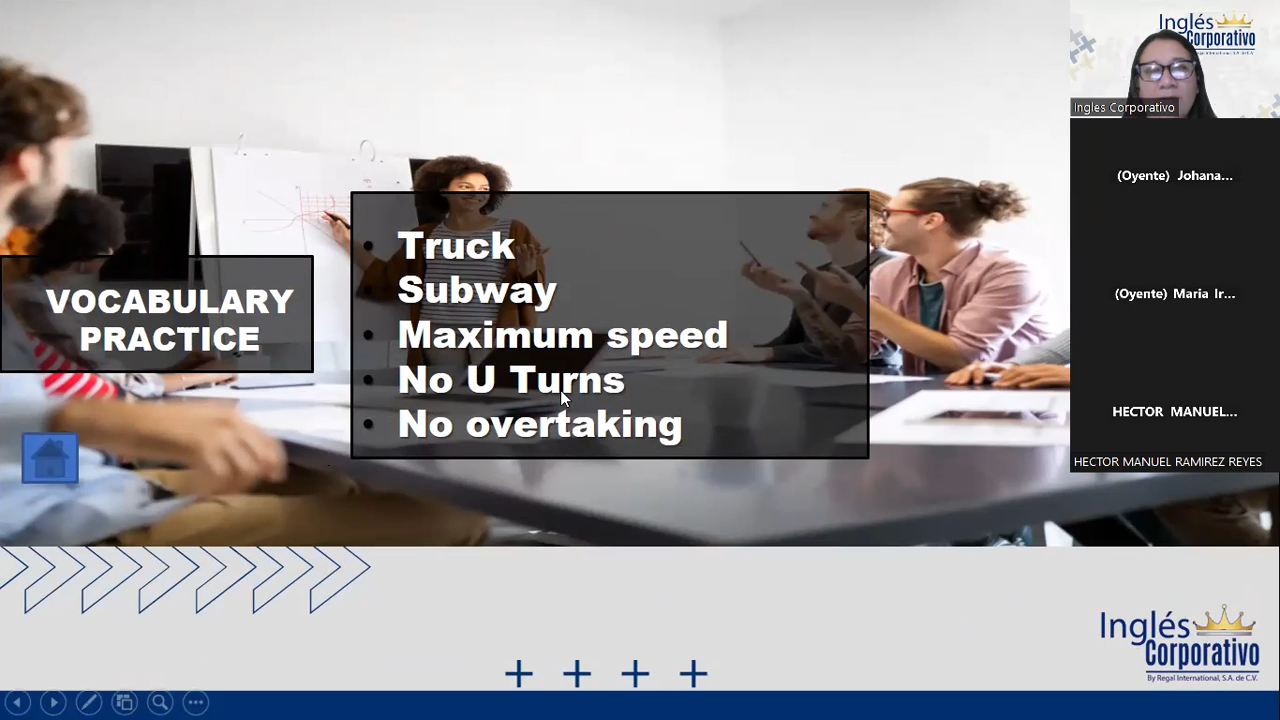 Inglés
Corporativo
Ingles Corporativo
(Oyente) Johana...
(Oyente) Maria Ir...
HECTOR MANUEL...
HECTOR MANUEL RAMIREZ REYES
VOCABULARY
PRACTICE
Truck
Subway
Maximum speed
No U Turns
No overtaking
Inglés
Corporativo
By Regal International, S.A. de C.V.